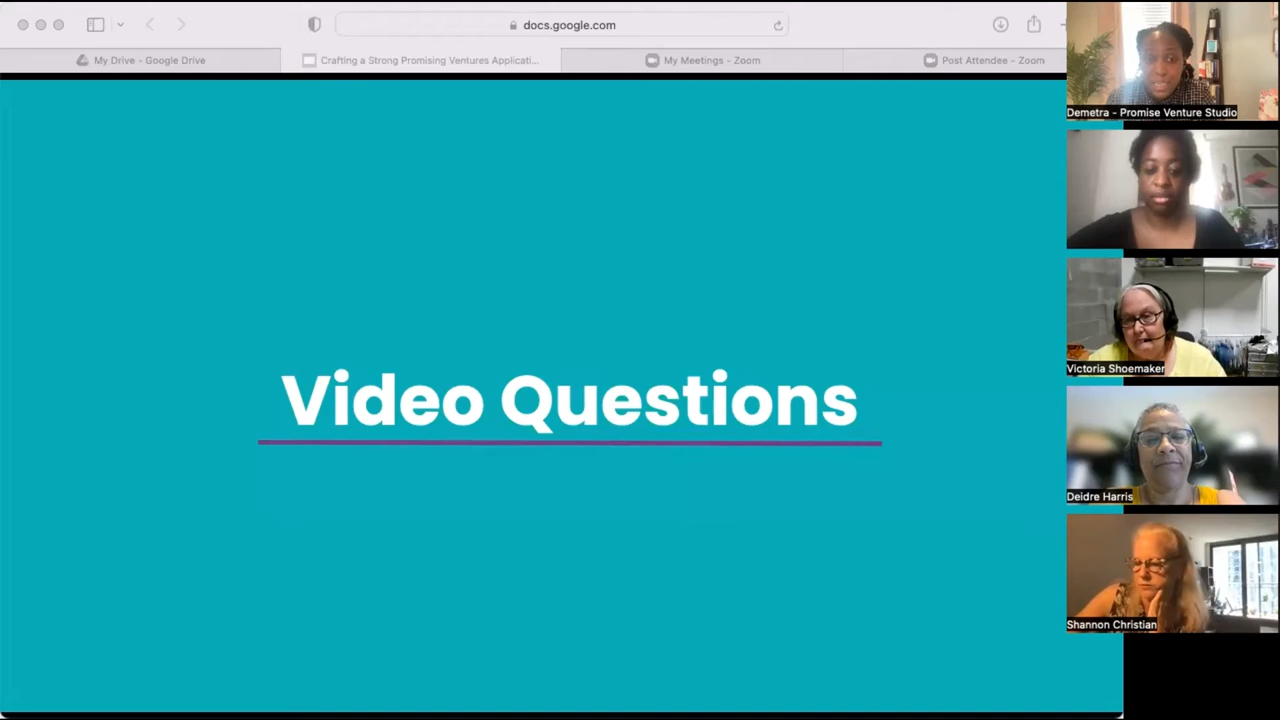 docs.google.com
My Drive - Google Drive
Crafting a Strong Promising Ventures Applicati...
My Meetings - Zoom
Post Attendee - Zoom
Demetra - Promise Venture Studio
Victoria Shoemaker
Video Questions
Deidre Harris
Shannon Christian